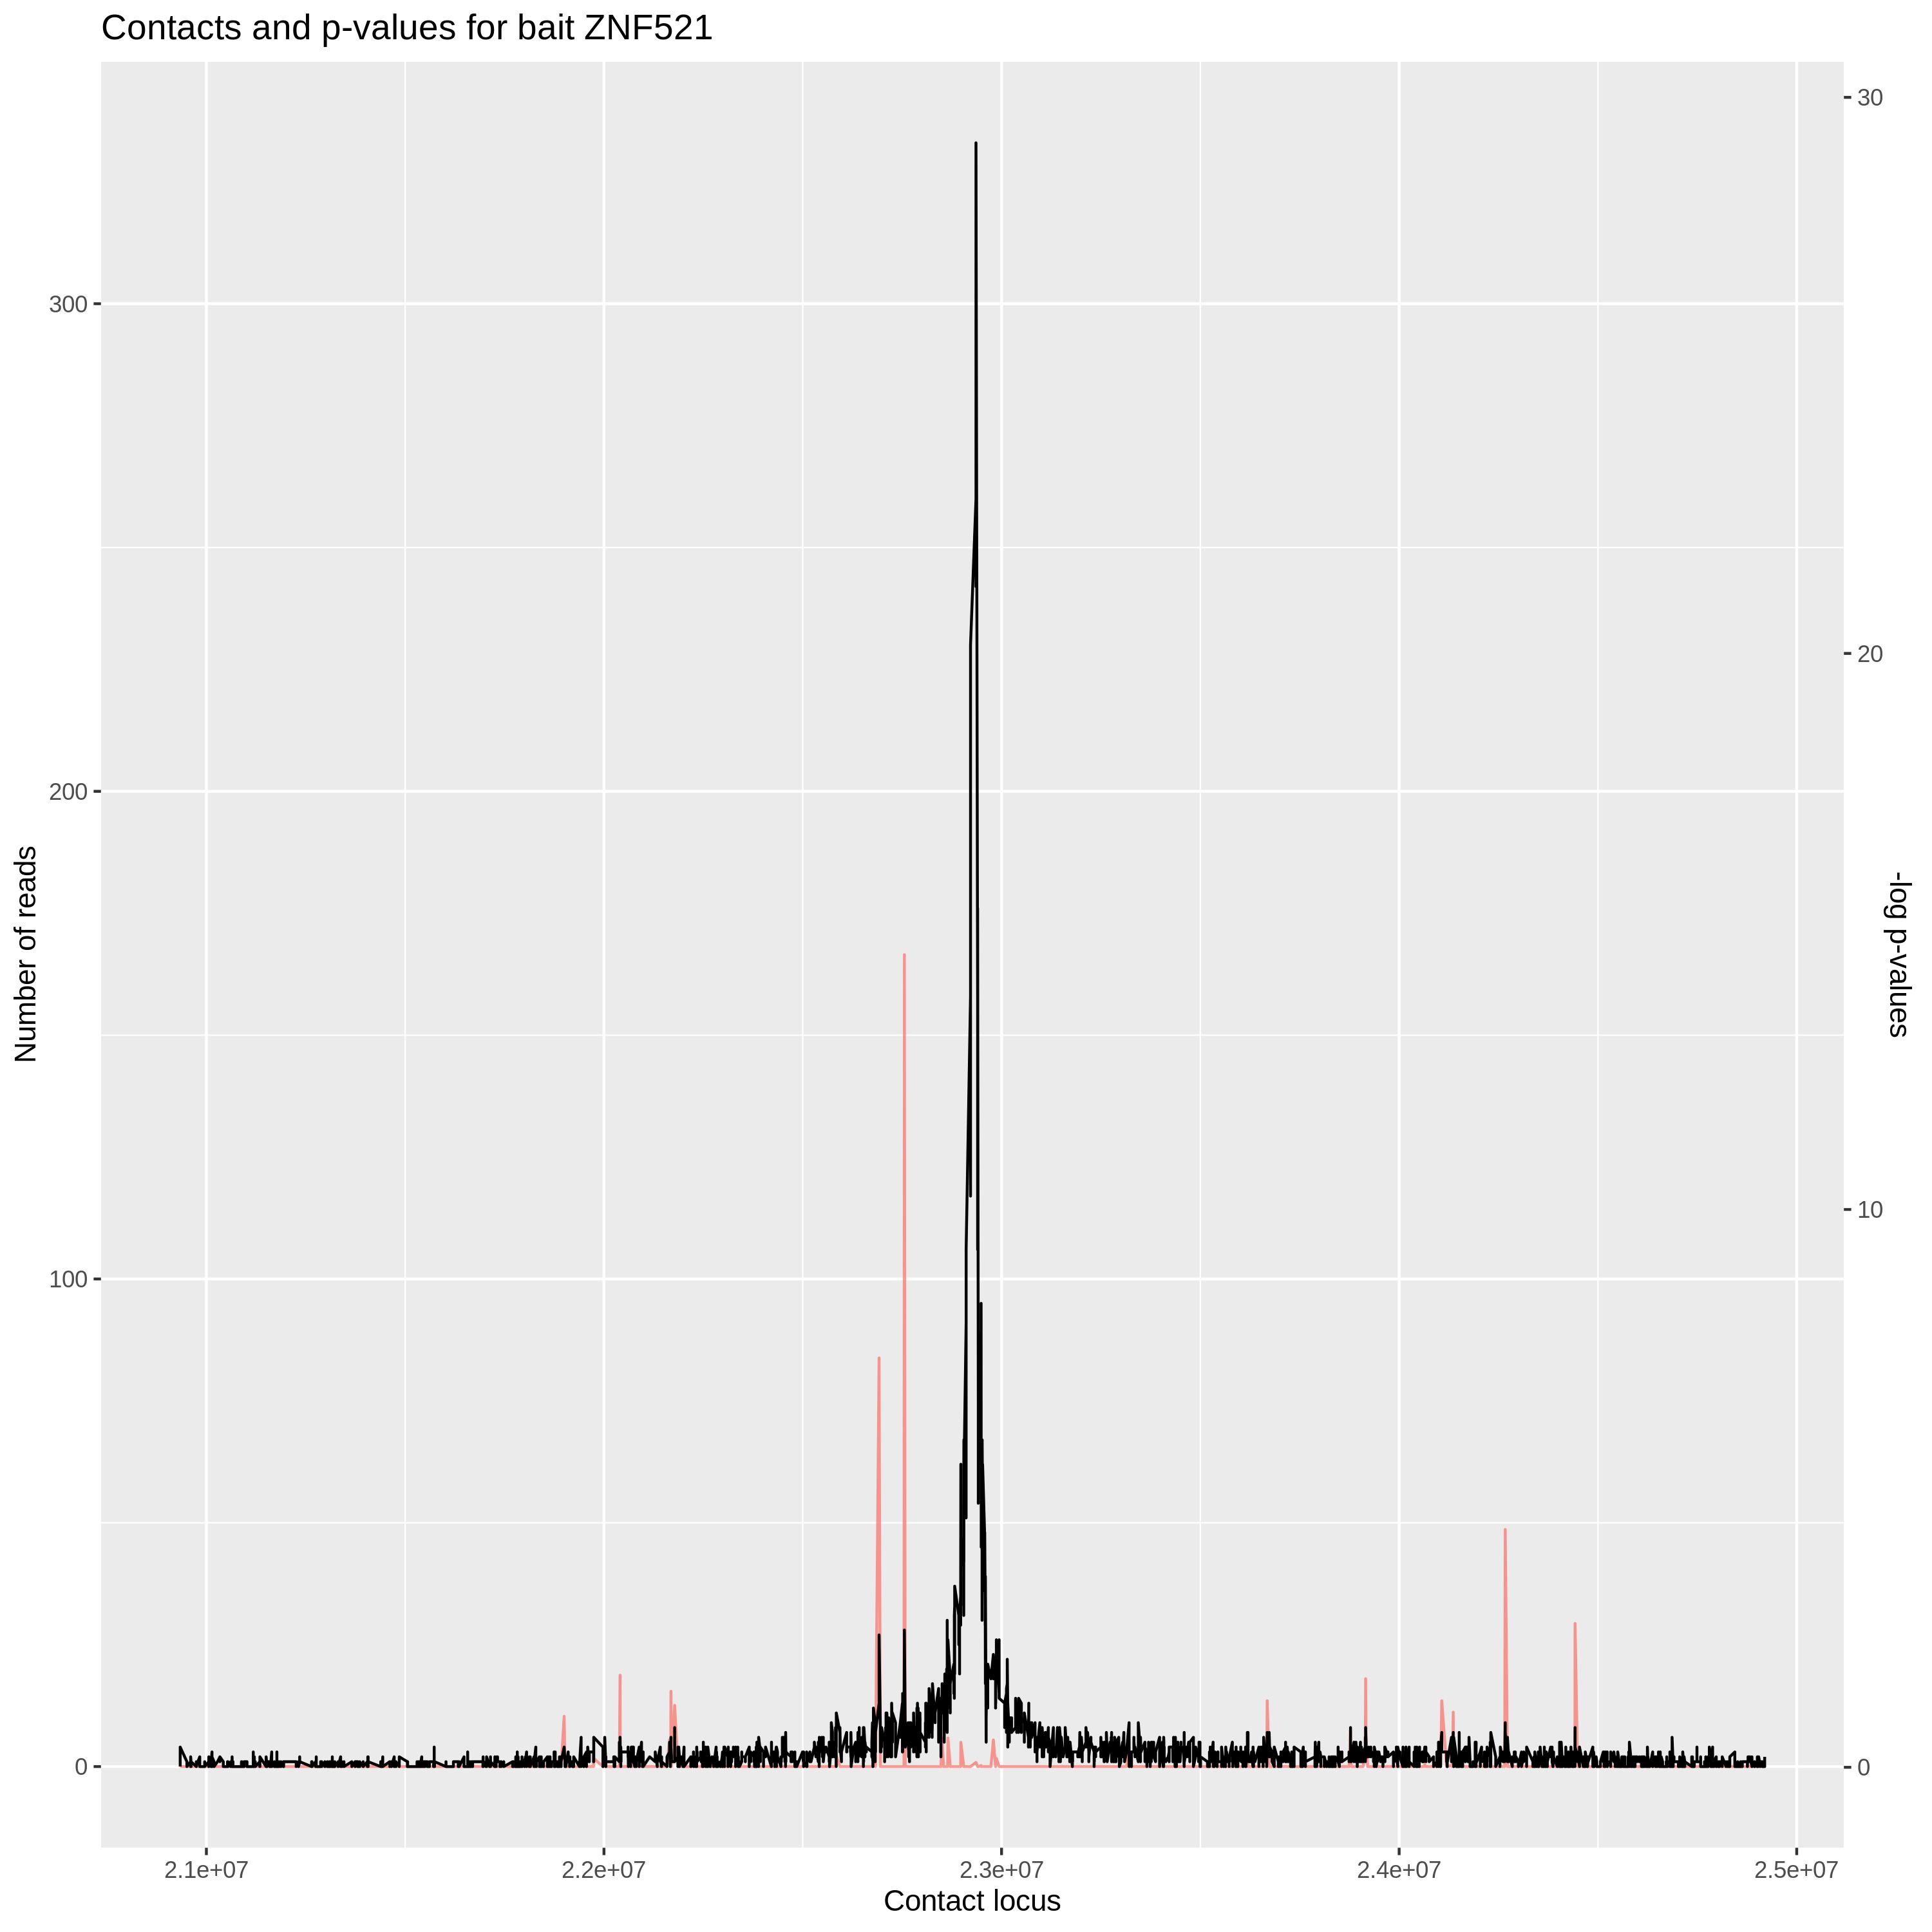 Contacts and p-values for bait ZNF521
30
300
20
200
10
100
0
0
Number of reads
-log p-values
2.1e+07
2.2e+07
2.3e+07
2.4e+07
2.5e+07
Contact locus